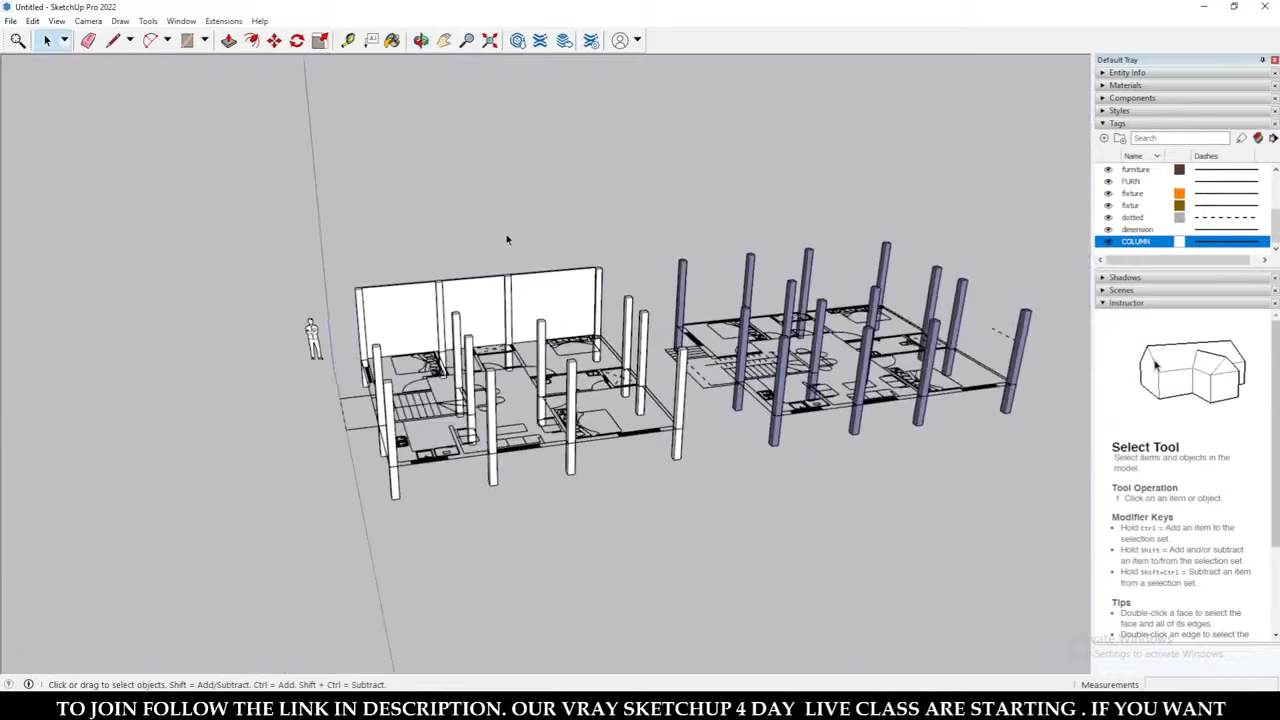 Untitled - SketchUp Pro 2022
File Edit View Camera Draw Tools Window Extensions Help
Default Tray
Entity Info
Materials
Components
Styles
Tags
Search
Name Dashes
furniture
FURN
fixture
fixtur
dotted
dimension
COLUMN
Shadows
Scenes
Instructor
Select Tool
Select items and objects in the
model.
Tool Operation
1. Click on an item or object.
Modifier Keys
• Hold Ctrl = Add an item to the
selection set.
• Hold Shift = Add and/or subtract
an item to/from the selection set.
• Hold Shift+Ctrl = Subtract an item
from a selection set.
Tips
• Double-click a face to select the
face and all of its edges.
• Double-click an edge to select the
Settings to activate Windows.
Click or drag to select objects. Shift = Add/Subtract. Ctrl = Add. Shift + Ctrl = Subtract.
Measurements
TO JOIN FOLLOW THE LINK IN DESCRIPTION. OUR VRAY SKETCHUP 4 DAY LIVE CLASS ARE STARTING . IF YOU WANT